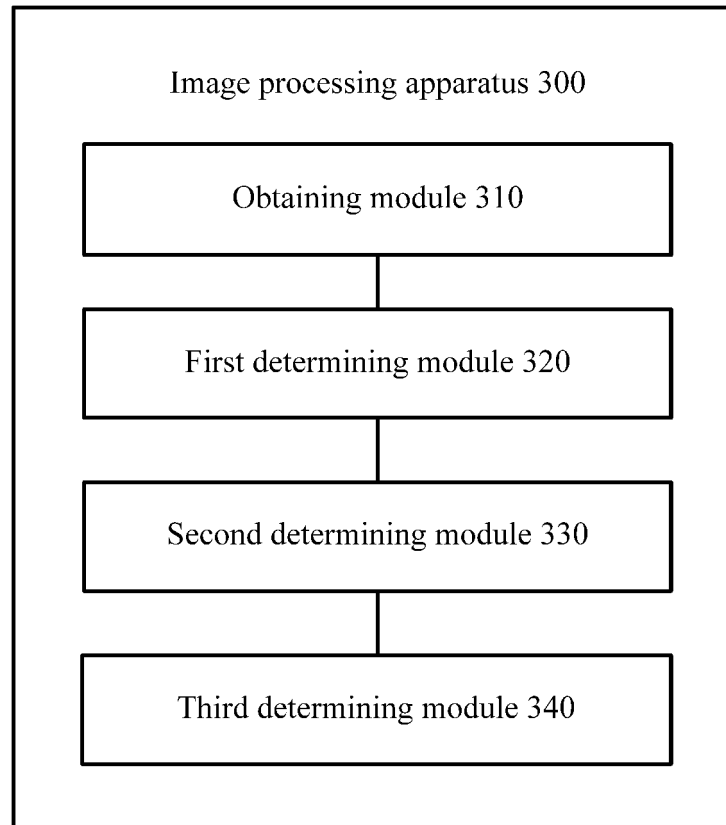 Image processing apparatus 300
Obtaining module 310
First determining module 320
Second determining module 330
Third determining module 340